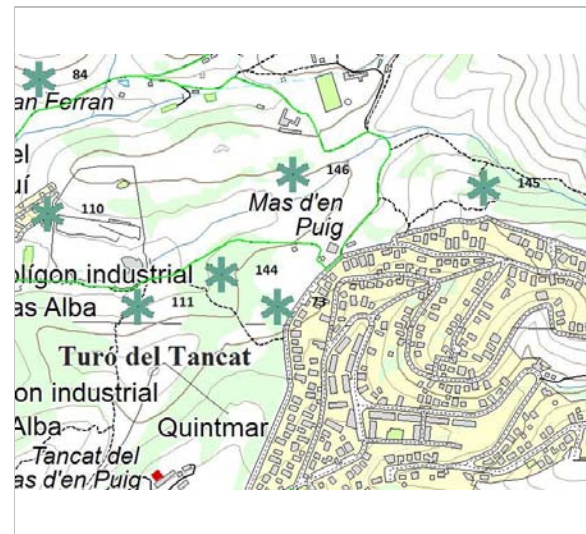 84
an Ferran
el
uí
146
145
Mas d'en
Puig
110
olígon industrial
as Alba
144
111
73
Turó del Tancat
on industrial
Alba
Quintmar
Tancat del
as d'en Puig